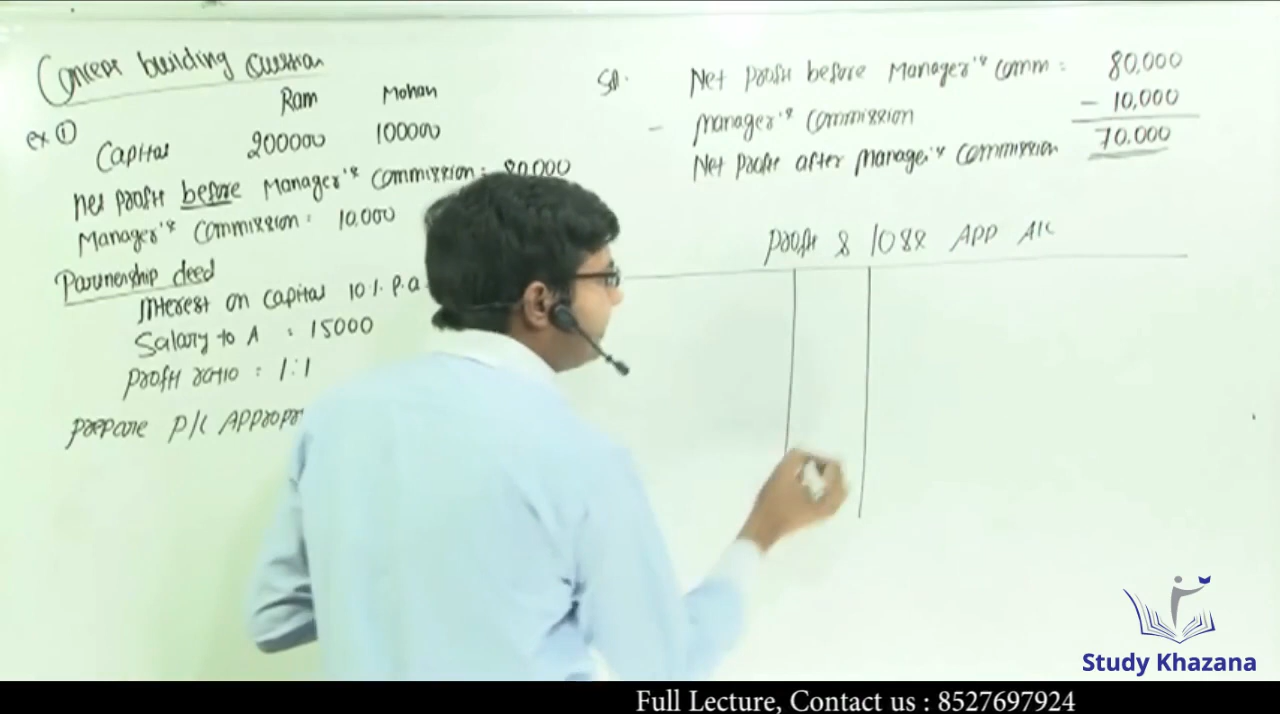 Concept building Question
Ram Mohan
ex ①
Capital 200000 100000
Net profit before Manager's commission = 80,000
Manager's Commission = 10,000
Partnership deed
Interest on capital 10% p.a
Salary to A = 15000
Profit ratio = 1:1
Prepare P/L Appropr
Sol. Net Profit before Manager's Comm = 80,000
- Manager's Commission - 10,000
Net Profit after Manager's Commission 70,000
Profit & loss APP A/c
Study Khazana
Full Lecture, Contact us : 8527697924